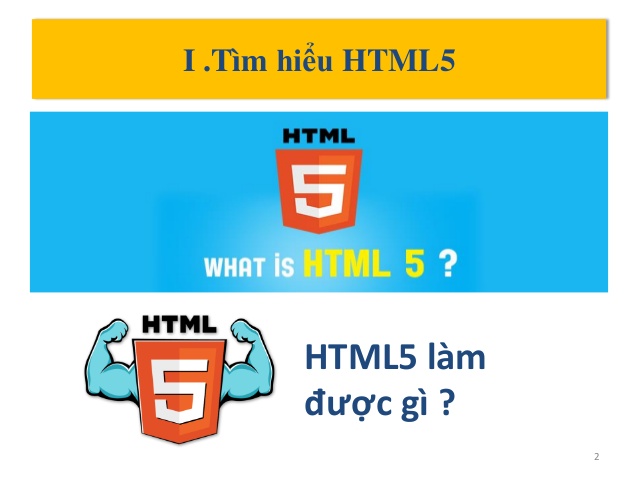 I .Tìm hiểu HTML5
HTML
5
WHAT iS HTML 5 ?
HTML
5
HTML5 làm
được gì ?
2